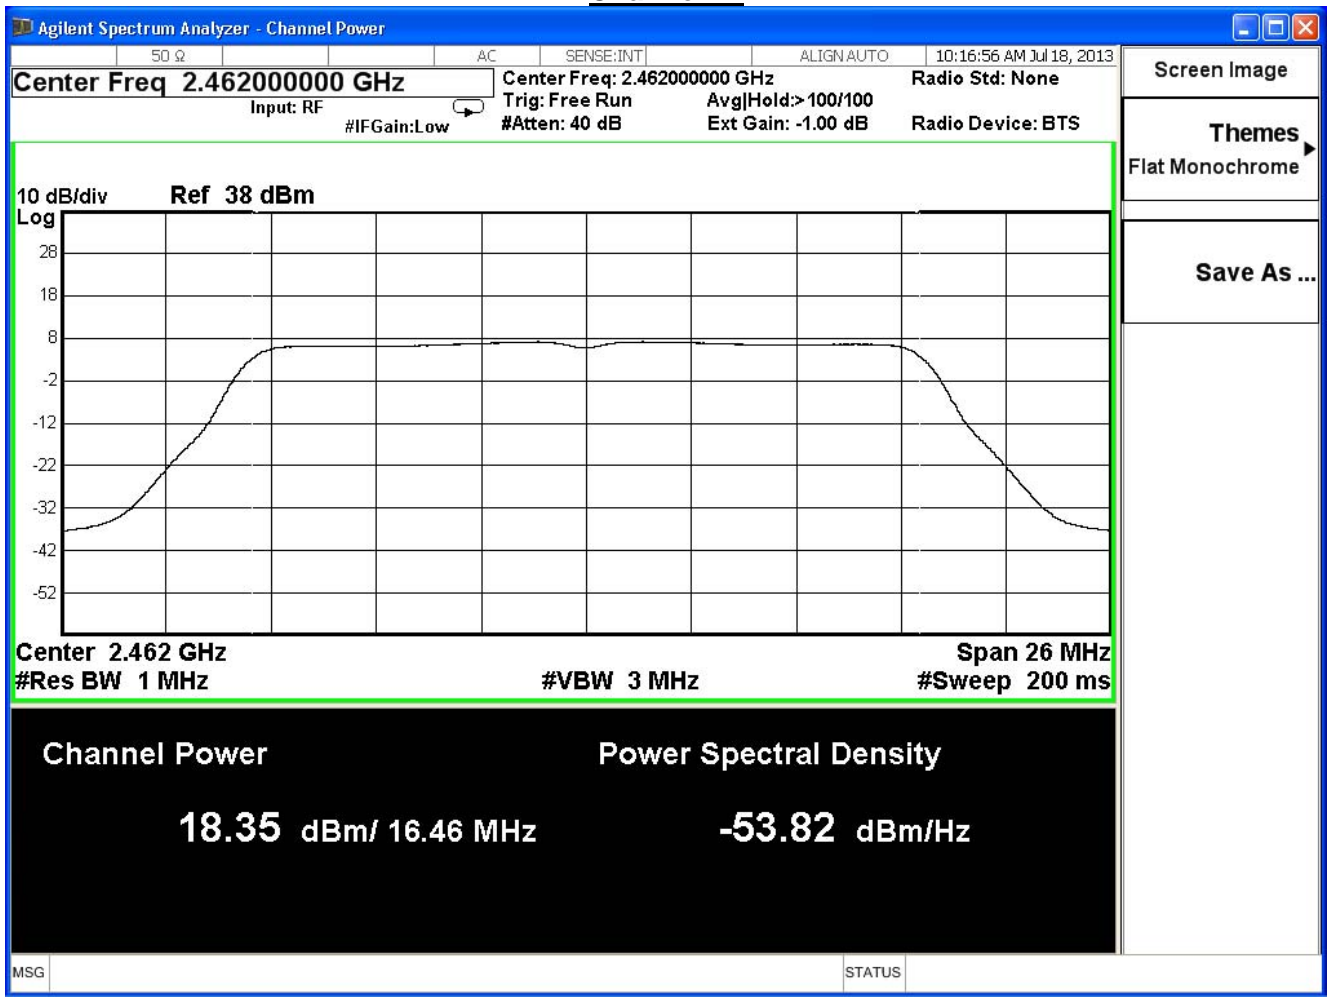 Agilent Spectrum Analyzer - Channel Power
50 Ω AC SENSE:INT ALIGN AUTO 10:16:56 AM Jul 18, 2013
Center Freq 2.462000000 GHz
Input: RF
#IFGain:Low
Center Freq: 2.462000000 GHz
Trig: Free Run Avg|Hold:>100/100
#Atten: 40 dB Ext Gain: -1.00 dB
Radio Std: None
Radio Device: BTS
10 dB/div Ref 38 dBm
Log
28
18
8
-2
-12
-22
-32
-42
-52
Center 2.462 GHz Span 26 MHz
#Res BW 1 MHz #VBW 3 MHz #Sweep 200 ms
Channel Power Power Spectral Density
18.35 dBm/ 16.46 MHz -53.82 dBm/Hz
MSG STATUS
Screen Image
Themes
Flat Monochrome
Save As ...